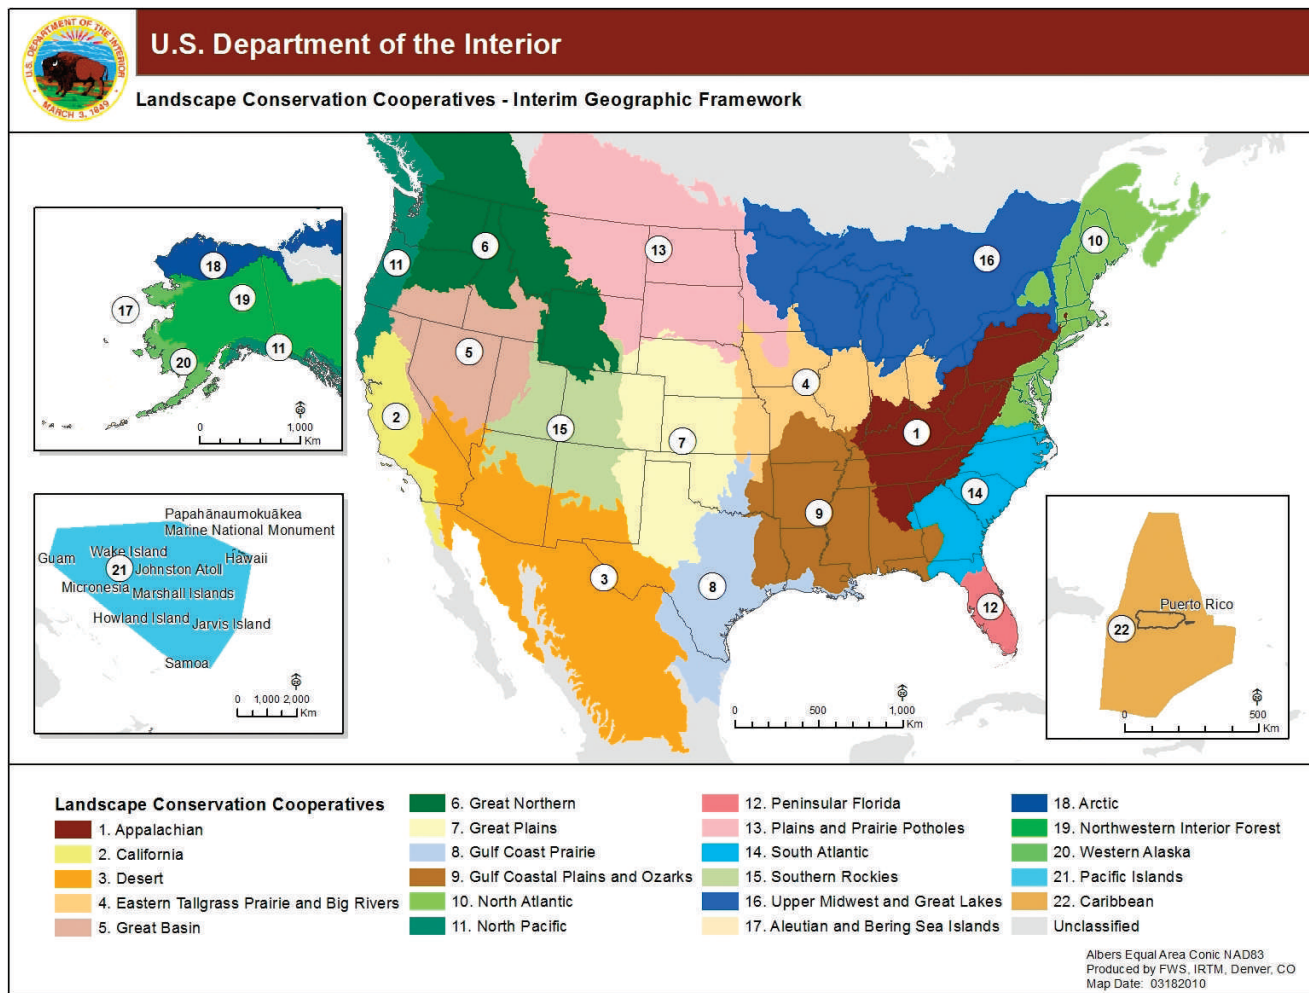 U.S. DEPARTMENT OF THE INTERIOR
MARCH 3, 1849
U.S. Department of the Interior
Landscape Conservation Cooperatives - Interim Geographic Framework
18
19
17
20
11
0
1,000
Km
Papahānaumokuākea
Marine National Monument
Guam
Wake Island
Hawaii
21
Johnston Atoll
Micronesia
Marshall Islands
Howland Island
Jarvis Island
Samoa
0 1,000 2,000
Km
6
13
11
16
10
5
4
2
15
7
1
14
9
3
8
12
0 500 1,000
Km
Puerto Rico
22
0 500
Km
Landscape Conservation Cooperatives
1. Appalachian
2. California
3. Desert
4. Eastern Tallgrass Prairie and Big Rivers
5. Great Basin
6. Great Northern
7. Great Plains
8. Gulf Coast Prairie
9. Gulf Coastal Plains and Ozarks
10. North Atlantic
11. North Pacific
12. Peninsular Florida
13. Plains and Prairie Potholes
14. South Atlantic
15. Southern Rockies
16. Upper Midwest and Great Lakes
17. Aleutian and Bering Sea Islands
18. Arctic
19. Northwestern Interior Forest
20. Western Alaska
21. Pacific Islands
22. Caribbean
Unclassified
Albers Equal Area Conic NAD83
Produced by FWS, IRTM, Denver, CO
Map Date: 03182010